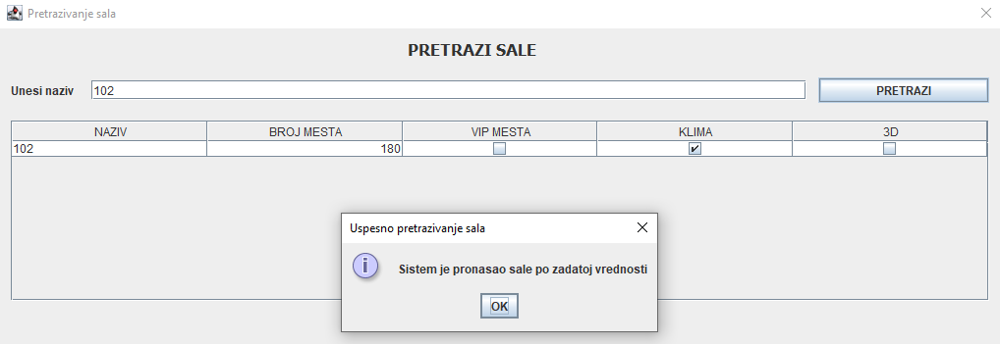 Pretrazivanje sala
PRETRAZI SALE
Unesi naziv 102 PRETRAZI
NAZIV BROJ MESTA VIP MESTA KLIMA 3D
102 180
Uspesno pretrazivanje sala
Sistem je pronasao sale po zadatoj vrednosti
OK